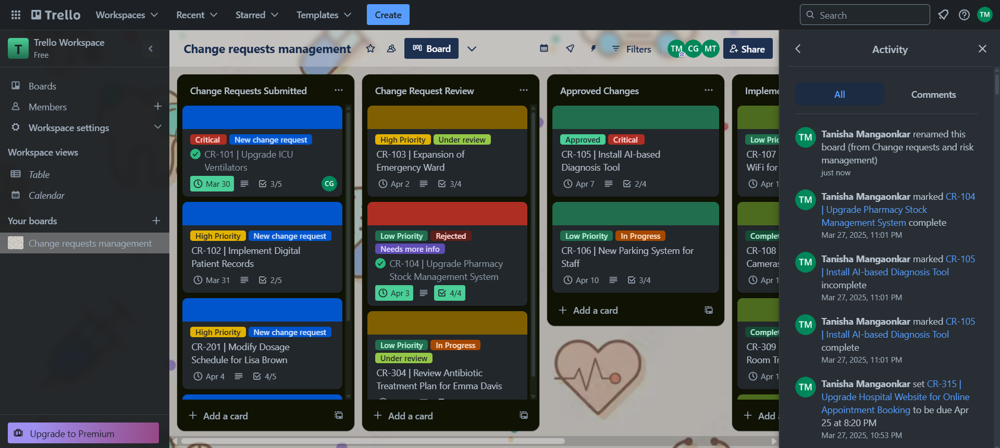 Trello
Workspaces
Recent
Starred
Templates
Create
Search
TM
T
Trello Workspace
Free
Boards
Members
Workspace settings
Workspace views
Table
Calendar
Your boards
Change requests management
Upgrade to Premium
Change requests management
Board
Filters
TM
CG
MT
Share
Change Requests Submitted
Critical
New change request
CR-101 | Upgrade ICU
Ventilators
Mar 30
3/5
CG
High Priority
New change request
CR-102 | Implement Digital
Patient Records
Mar 31
2/5
High Priority
New change request
CR-201 | Modify Dosage
Schedule for Lisa Brown
Apr 4
4/5
Add a card
Change Request Review
High Priority
Under review
CR-103 | Expansion of
Emergency Ward
Apr 2
3/4
Low Priority
Rejected
Needs more info
CR-104 | Upgrade Pharmacy
Stock Management System
Apr 3
4/4
Low Priority
In Progress
Under review
CR-304 | Review Antibiotic
Treatment Plan for Emma Davis
Add a card
Approved Changes
Approved
Critical
CR-105 | Install AI-based
Diagnosis Tool
Apr 7
2/4
Low Priority
In Progress
CR-106 | New Parking System for
Staff
Apr 10
3/4
Add a card
Impleme
Low Prio
CR-107
WiFi for
Apr 1
Complet
CR-108
Cameras
Apr 1
Complet
CR-309
Room Tr
Apr 1
Add
Activity
All
Comments
TM
Tanisha Mangaonkar renamed this
board (from Change requests and risk
management)
just now
TM
Tanisha Mangaonkar marked CR-104
| Upgrade Pharmacy Stock
Management System complete
Mar 27, 2025, 11:01 PM
TM
Tanisha Mangaonkar marked CR-105
| Install AI-based Diagnosis Tool
incomplete
Mar 27, 2025, 11:01 PM
TM
Tanisha Mangaonkar marked CR-105
| Install AI-based Diagnosis Tool
complete
Mar 27, 2025, 11:01 PM
TM
Tanisha Mangaonkar set CR-315 |
Upgrade Hospital Website for Online
Appointment Booking to be due Apr
25 at 8:20 PM
Mar 27, 2025, 10:53 PM